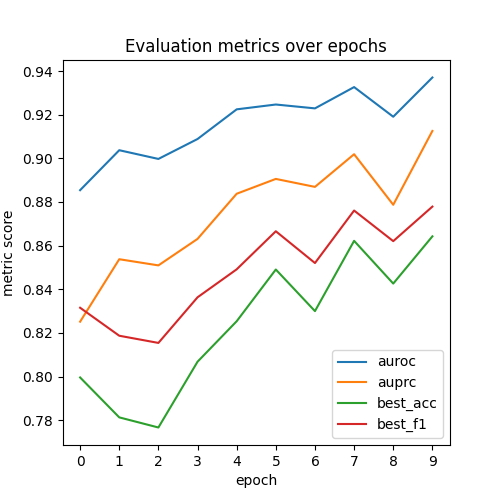 Evaluation metrics over epochs
metric score
0.94
0.92
0.90
0.88
0.86
0.84
0.82
0.80
0.78
auroc
auprc
best_acc
best_f1
0 1 2 3 4 5 6 7 8 9
epoch